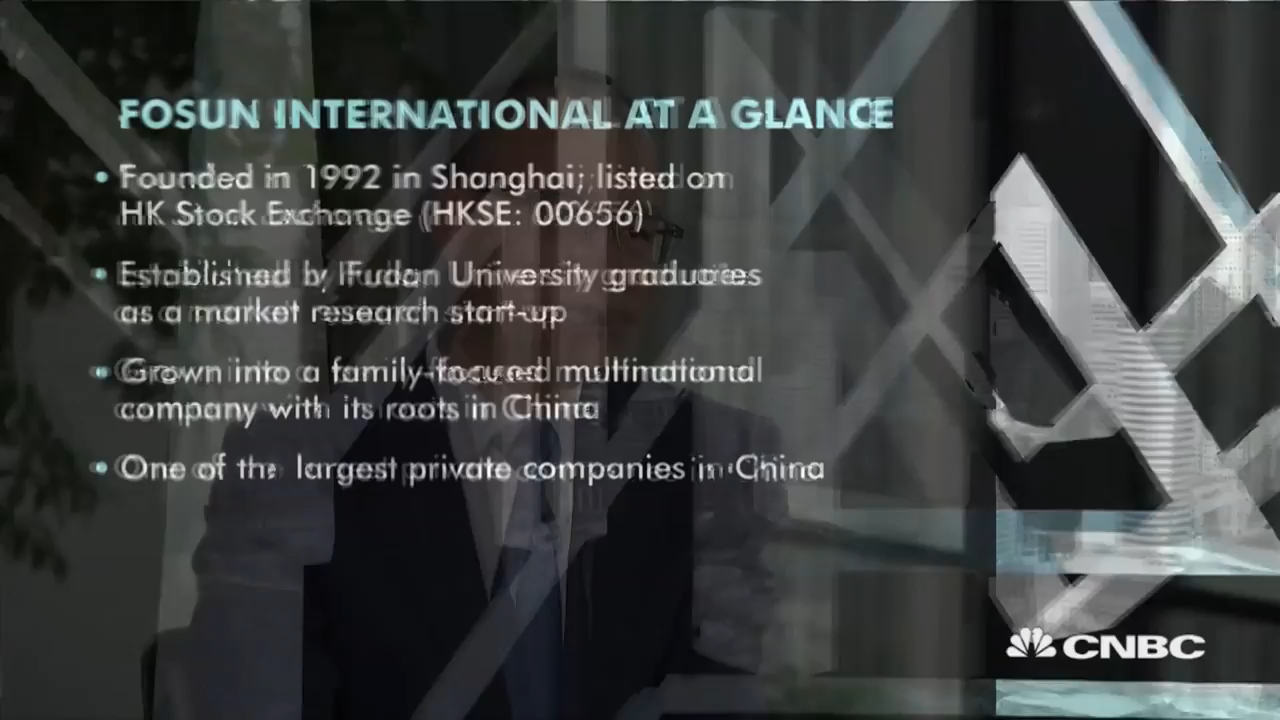 FOSUN INTERNATIONAL AT A GLANCE
• Founded in 1992 in Shanghai; listed on
HK Stock Exchange (HKSE: 00656)
• Established by Fudan University graduates
as a market research start-up
• Grown into a family-focused multinational
company with its roots in China
• One of the largest private companies in China
CNBC